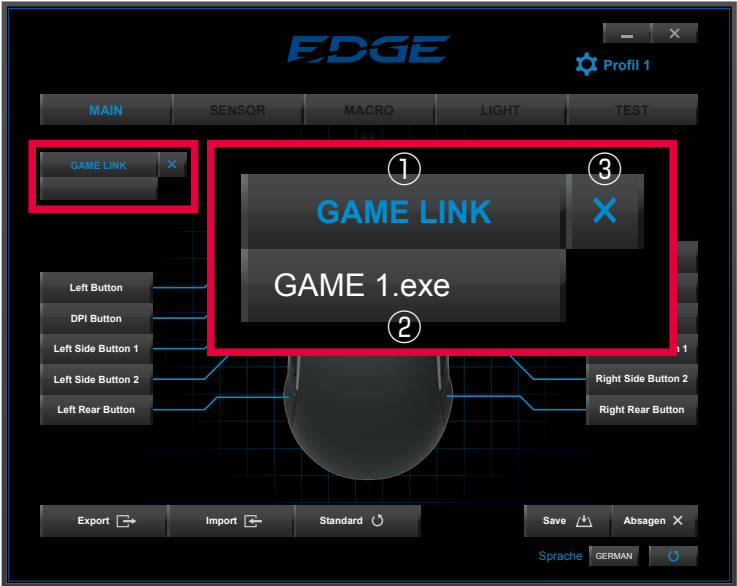 EDGE
Profil 1
MAIN SENSOR MACRO LIGHT TEST
GAME LINK
① ③
GAME LINK
GAME 1.exe
②
Left Button
DPI Button
Left Side Button 1
1
Left Side Button 2
Right Side Button 2
Left Rear Button
Right Rear Button
Export Import Standard Save Absagen
Sprache GERMAN